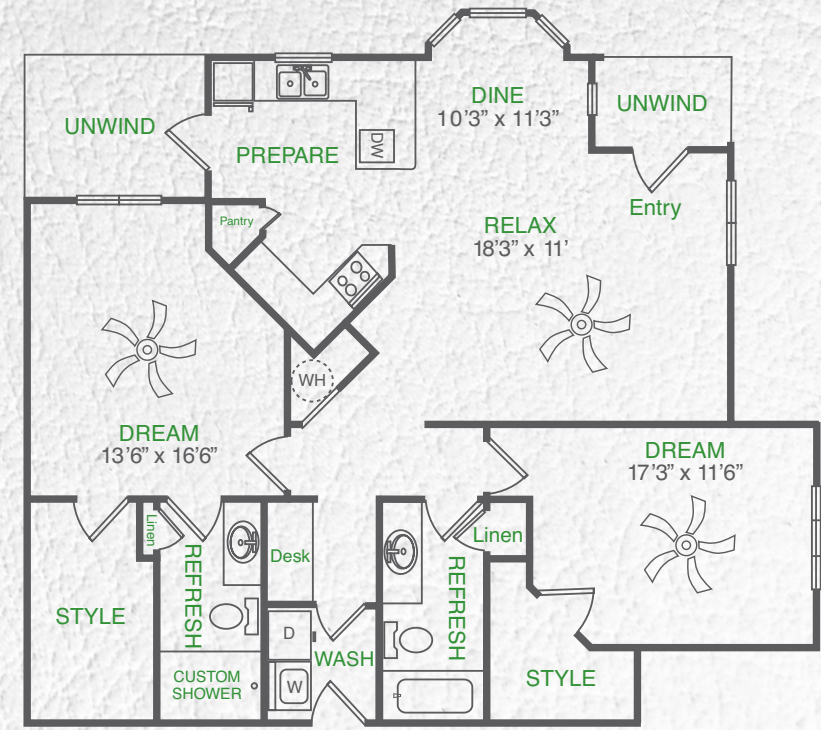 DINE
10'3" x 11'3"
UNWIND
UNWIND
PREPARE
DW
Entry
Pantry
RELAX
18'3" x 11'
WH
DREAM
13'6" x 16'6"
DREAM
17'3" x 11'6"
Linen
REFRESH
Desk
Linen
REFRESH
STYLE
D
WASH
CUSTOM
SHOWER
W
STYLE